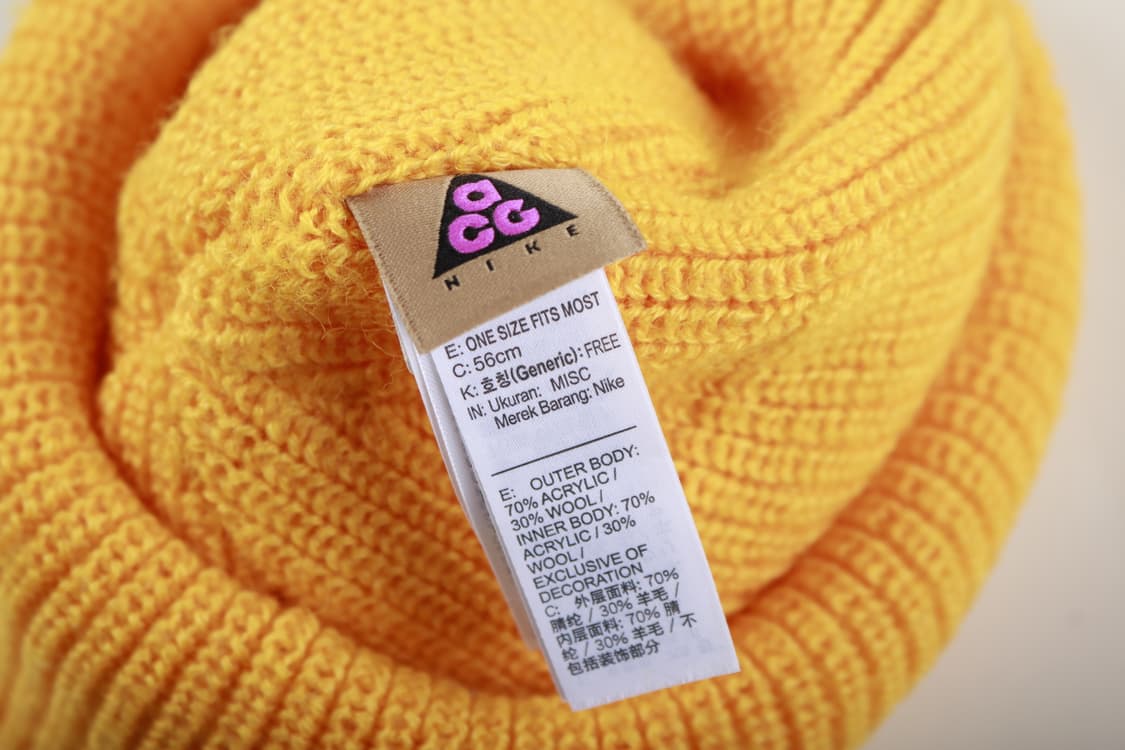 acg
NIKE
E: ONE SIZE FITS MOST
C: 56cm
K: 호칭(Generic): FREE
IN: Ukuran: MISC
Merek Barang: Nike
E: OUTER BODY:
70% ACRYLIC /
30% WOOL /
INNER BODY: 70%
ACRYLIC / 30%
WOOL /
EXCLUSIVE OF
DECORATION
C: 外层面料: 70%
腈纶 / 30% 羊毛 /
内层面料: 70% 腈
纶 / 30% 羊毛 / 不
包括装饰部分